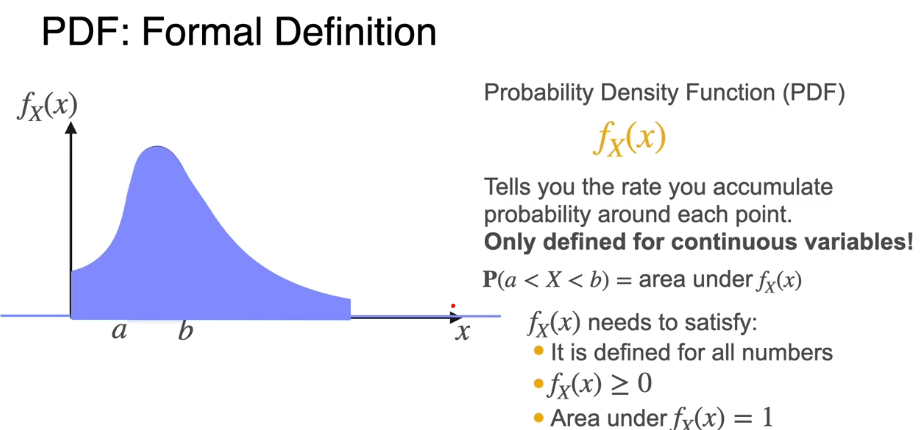 PDF: Formal Definition
f_X(x)
a
b
x
Probability Density Function (PDF)
f_X(x)
Tells you the rate you accumulate
probability around each point.
Only defined for continuous variables!
P(a < X < b) = area under f_X(x)
f_X(x) needs to satisfy:
• It is defined for all numbers
• f_X(x) ≥ 0
• Area under f_X(x) = 1